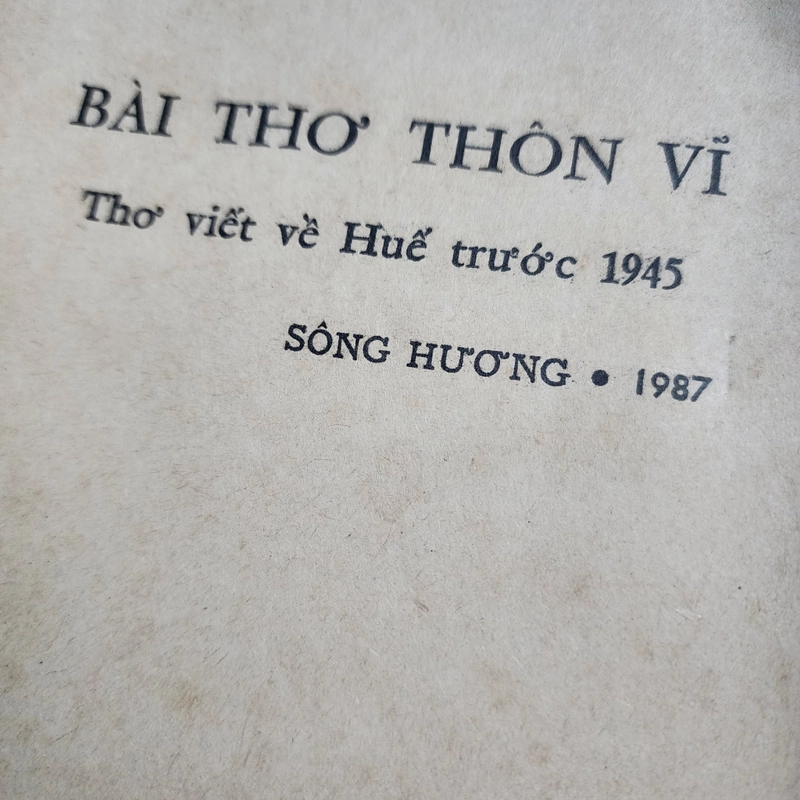 BÀI THƠ THÔN VĨ
Thơ viết về Huế trước 1945
SÔNG HƯƠNG • 1987